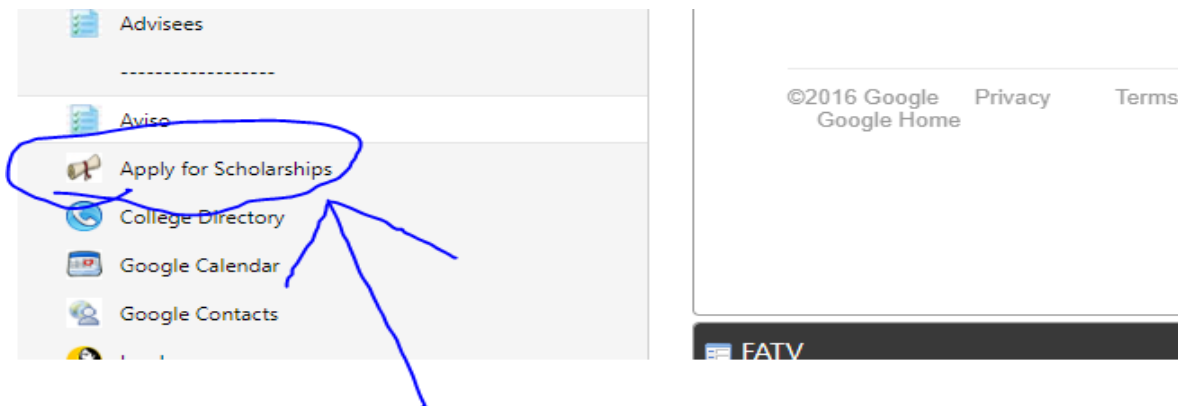 Advisees
------------------
Aviso
Apply for Scholarships
College Directory
Google Calendar
Google Contacts
©2016 Google Privacy Terms
Google Home
FATV